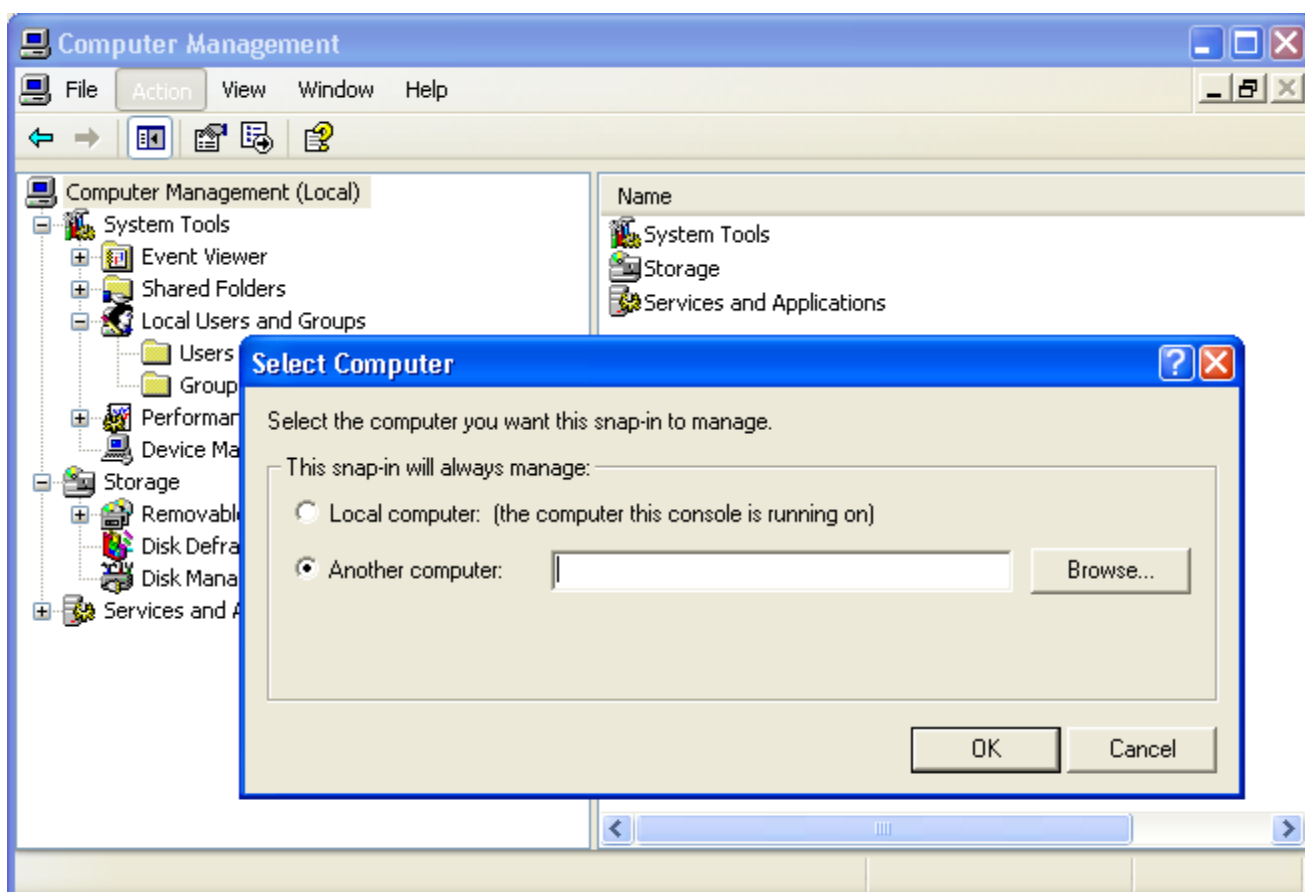 Computer Management
File Action View Window Help
Computer Management (Local)
System Tools
Event Viewer
Shared Folders
Local Users and Groups
Users
Group
Performan
Device Ma
Storage
Removabl
Disk Defra
Disk Mana
Services and A
Name
System Tools
Storage
Services and Applications
Select Computer
Select the computer you want this snap-in to manage.
This snap-in will always manage:
Local computer: (the computer this console is running on)
Another computer:
Browse...
OK
Cancel